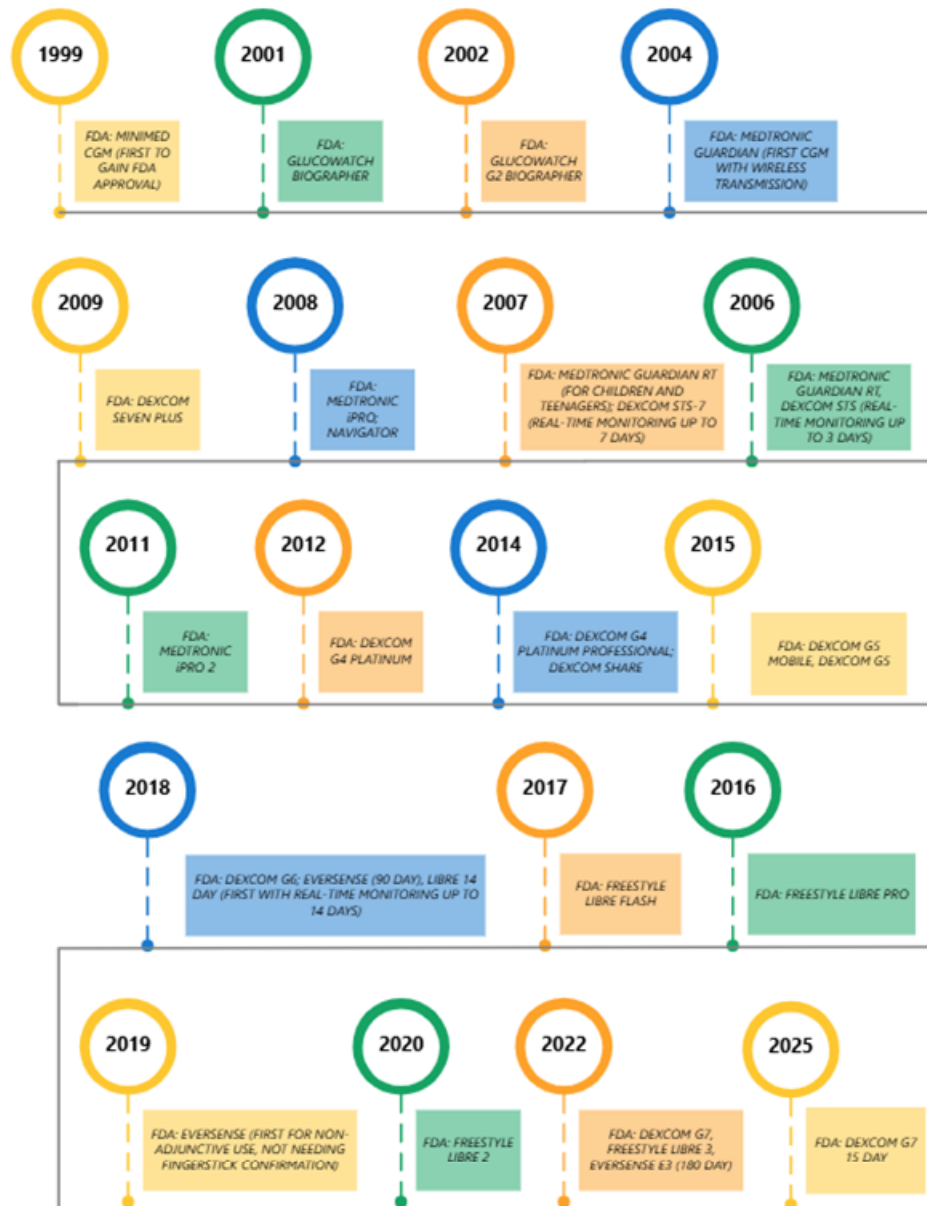 1999
2001
2002
2004
FDA: MINIMED
CGM (FIRST TO
GAIN FDA
APPROVAL)
FDA:
GLUCOWATCH
BIOGRAPHER
FDA:
GLUCOWATCH
G2 BIOGRAPHER
FDA: MEDTRONIC
GUARDIAN (FIRST CGM
WITH WIRELESS
TRANSMISSION)
2009
2008
2007
2006
FDA: DEXCOM
SEVEN PLUS
FDA:
MEDTRONIC
iPRO;
NAVIGATOR
FDA: MEDTRONIC GUARDIAN RT
(FOR CHILDREN AND
TEENAGERS); DEXCOM STS-7
(REAL-TIME MONITORING UP TO
7 DAYS)
FDA: MEDTRONIC
GUARDIAN RT,
DEXCOM STS (REAL-
TIME MONITORING UP
TO 3 DAYS)
2011
2012
2014
2015
FDA:
MEDTRONIC
iPRO 2
FDA: DEXCOM
G4 PLATINUM
FDA: DEXCOM G4
PLATINUM PROFESSIONAL;
DEXCOM SHARE
FDA: DEXCOM G5
MOBILE, DEXCOM G5
2018
2017
2016
FDA: DEXCOM G6; EVERSENSE (90 DAY), LIBRE 14
DAY (FIRST WITH REAL-TIME MONITORING UP TO
14 DAYS)
FDA: FREESTYLE
LIBRE FLASH
FDA: FREESTYLE LIBRE PRO
2019
2020
2022
2025
FDA: EVERSENSE (FIRST FOR NON-
ADJUNCTIVE USE, NOT NEEDING
FINGERSTICK CONFIRMATION)
FDA: FREESTYLE
LIBRE 2
FDA: DEXCOM G7,
FREESTYLE LIBRE 3,
EVERSENSE E3 (180 DAY)
FDA: DEXCOM G7
15 DAY